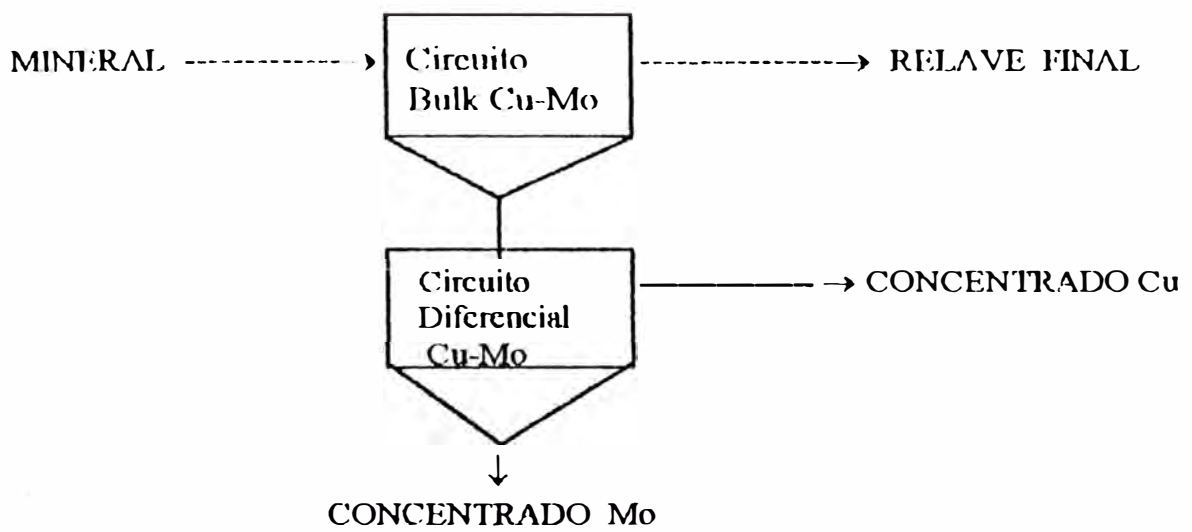 MINERAL
Circuito
Bulk Cu-Mo
RELAVE FINAL
Circuito
Diferencial
Cu-Mo
CONCENTRADO Cu
CONCENTRADO Mo